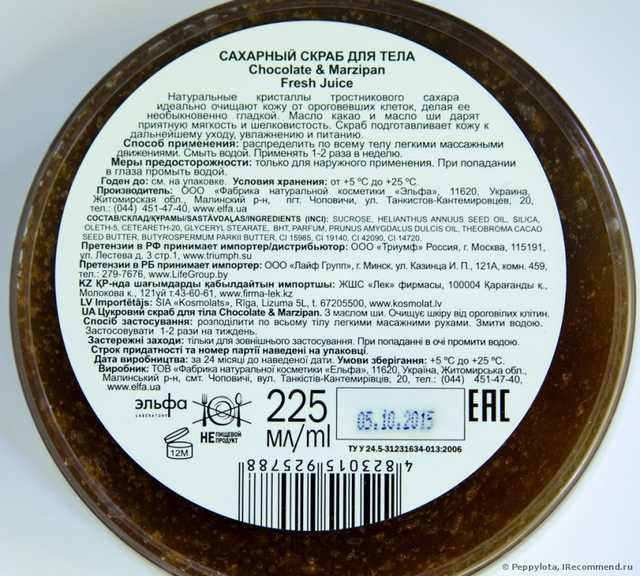 САХАРНЫЙ СКРАБ ДЛЯ ТЕЛА
Chocolate & Marzipan
Fresh Juice
Натуральные кристаллы тростникового сахара
идеально очищают кожу от ороговевших клеток, делая ее
необыкновенно гладкой. Масло какао и масло ши дарят
приятную мягкость и шелковистость. Скраб подготавливает кожу к
дальнейшему уходу, увлажнению и питанию.
Способ применения: распределить по всему телу легкими массажными
движениями. Смыть водой. Применять 1-2 раза в неделю.
Меры предосторожности: только для наружного применения. При попадании
в глаза промыть водой.
Годен до: см. на упаковке. Условия хранения: от +5 ºС до +25 ºС.
Производитель: ООО «Фабрика натуральной косметики «Эльфа», 11620, Украина,
Житомирская обл., Малинский р-н, пгт. Чоповичи, ул. Танкистов-Кантемировцев, 20,
тел.: (044) 451-47-40, www.elfa.ua
СОСТАВ/СКЛАД/ҚҰРАМЫ/SASTĀVDAĻAS/INGREDIENTS (INCI): SUCROSE, HELIANTHUS ANNUUS SEED OIL, SILICA,
OLETH-5, CETEARETH-20, GLYCERYL STEARATE, BHT, PARFUM, PRUNUS AMYGDALUS DULCIS OIL, THEOBROMA CACAO
SEED BUTTER, BUTYROSPERMUM PARKII BUTTER, CI 15985, CI 19140, CI 42090, CI 14720.
Претензии в РФ принимает импортер/дистрибьютор: ООО «Триумф» Россия, г. Москва, 115191,
ул. Лестева д. 3 стр.1, www.triumph.su
Претензии в РБ принимает импортер: ООО «Лайф Групп», г. Минск, ул. Казинца И. П., 121А, комн. 459,
тел.: 279-7676, www.LifeGroup.by
KZ ҚР-нда шағымдарды қабылдайтын импортшы: ЖШС «Лек» фирмасы, 100004 Қарағанды қ.,
Молокова к., 121үй т.43-60-61, www.firma-lek.kz
LV Importētājs: SIA «Kosmolats», Rīga, Lizuma 5L, t. 67205500, www.kosmolat.lv
UA Цукровий скраб для тіла Chocolate & Marzipan. З маслом ши. Очищує шкіру від ороговілих клітин.
Спосіб застосування: розподілити по всьому тілу легкими масажними рухами. Змити водою.
Застосовувати 1-2 рази на тиждень.
Застережні заходи: тільки для зовнішнього застосування. При попаданні в очі промити водою.
Строк придатності та номер партії наведені на упаковці.
Дата виробництва: за 24 місяці до наведеної дати. Умови зберігання: +5 ºС до +25 ºС.
Виробник: ТОВ «Фабрика натуральної косметики «Ельфа», 11620, Україна, Житомирська обл.,
Малинський р-н, смт. Чоповичі, вул. Танкістів-Кантемирівців, 20, тел.: (044) 451-47-40,
www.elfa.ua
эльфа
LABORATORY
НЕ ПИЩЕВОЙ
ПРОДУКТ
12M
225
мл/ml
05.10.2015
ТУ У 24.5-31231634-013:2006
EAC
4 823015 925788
© Peppylota, IRecommend.ru